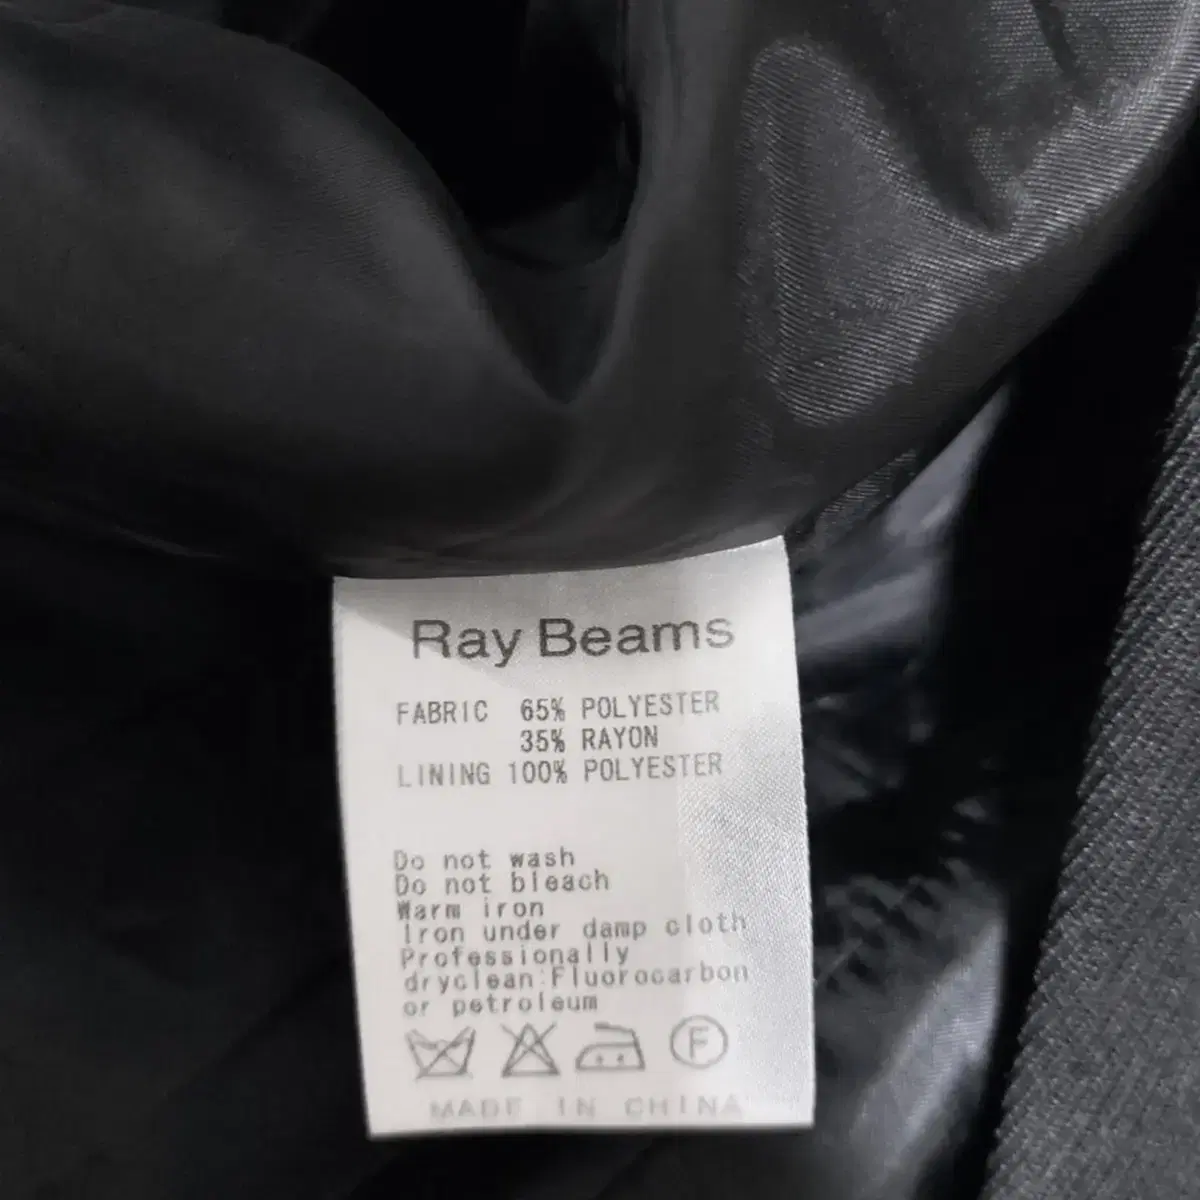 Ray Beams
FABRIC 65% POLYESTER
35% RAYON
LINING 100% POLYESTER
Do not wash
Do not bleach
Warm iron
Iron under damp cloth
Professionally
dryclean:Fluorocarbon
or petroleum
F
MADE IN CHINA